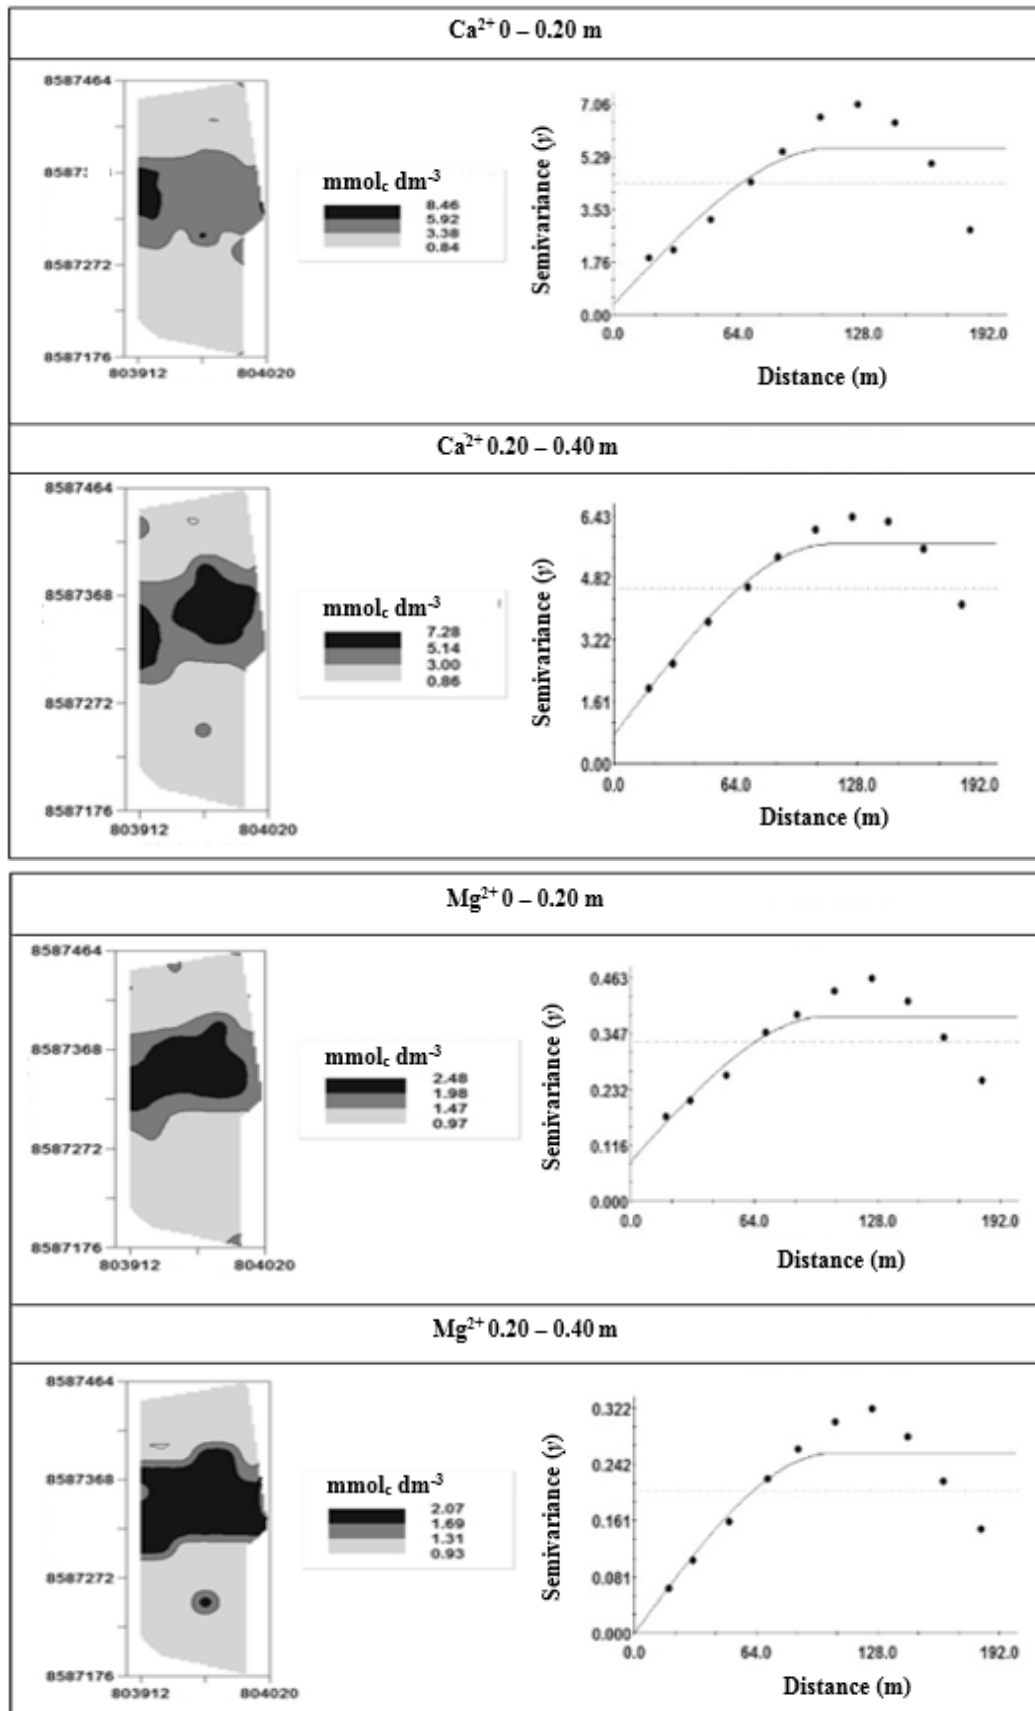 Ca²⁺ 0 – 0.20 m
8587464
8587272
8587176
803912 804020
mmol_c dm⁻³
8.46
5.92
3.38
0.84
Semivariance (y)
7.06
5.29
3.53
1.76
0.00
0.0 64.0 128.0 192.0
Distance (m)
Ca²⁺ 0.20 – 0.40 m
8587464
8587368
8587272
8587176
803912 804020
mmol_c dm⁻³
7.28
5.14
3.00
0.86
Semivariance (y)
6.43
4.82
3.22
1.61
0.00
0.0 64.0 128.0 192.0
Distance (m)
Mg²⁺ 0 – 0.20 m
8587464
8587368
8587272
8587176
803912 804020
mmol_c dm⁻³
2.48
1.98
1.47
0.97
Semivariance (y)
0.463
0.347
0.232
0.116
0.000
0.0 64.0 128.0 192.0
Distance (m)
Mg²⁺ 0.20 – 0.40 m
8587464
8587368
8587272
8587176
803912 804020
mmol_c dm⁻³
2.07
1.69
1.31
0.93
Semivariance (y)
0.322
0.242
0.161
0.081
0.000
0.0 64.0 128.0 192.0
Distance (m)